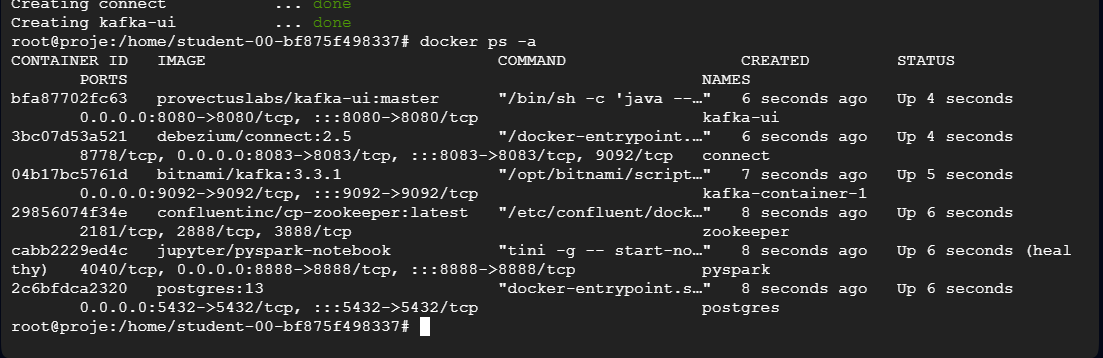 Creating connect ... done
Creating kafka-ui ... done
root@proje:/home/student-00-bf875f498337# docker ps -a
CONTAINER ID IMAGE COMMAND CREATED STATUS
PORTS NAMES
bfa87702fc63 provectuslabs/kafka-ui:master "/bin/sh -c 'java --…" 6 seconds ago Up 4 seconds
0.0.0.0:8080->8080/tcp, :::8080->8080/tcp kafka-ui
3bc07d53a521 debezium/connect:2.5 "/docker-entrypoint.…" 6 seconds ago Up 4 seconds
8778/tcp, 0.0.0.0:8083->8083/tcp, :::8083->8083/tcp, 9092/tcp connect
04b17bc5761d bitnami/kafka:3.3.1 "/opt/bitnami/script…" 7 seconds ago Up 5 seconds
0.0.0.0:9092->9092/tcp, :::9092->9092/tcp kafka-container-1
29856074f34e confluentinc/cp-zookeeper:latest "/etc/confluent/dock…" 8 seconds ago Up 6 seconds
2181/tcp, 2888/tcp, 3888/tcp zookeeper
cabb2229ed4c jupyter/pyspark-notebook "tini -g -- start-no…" 8 seconds ago Up 6 seconds (heal
thy) 4040/tcp, 0.0.0.0:8888->8888/tcp, :::8888->8888/tcp pyspark
2c6bfdca2320 postgres:13 "docker-entrypoint.s…" 8 seconds ago Up 6 seconds
0.0.0.0:5432->5432/tcp, :::5432->5432/tcp postgres
root@proje:/home/student-00-bf875f498337#